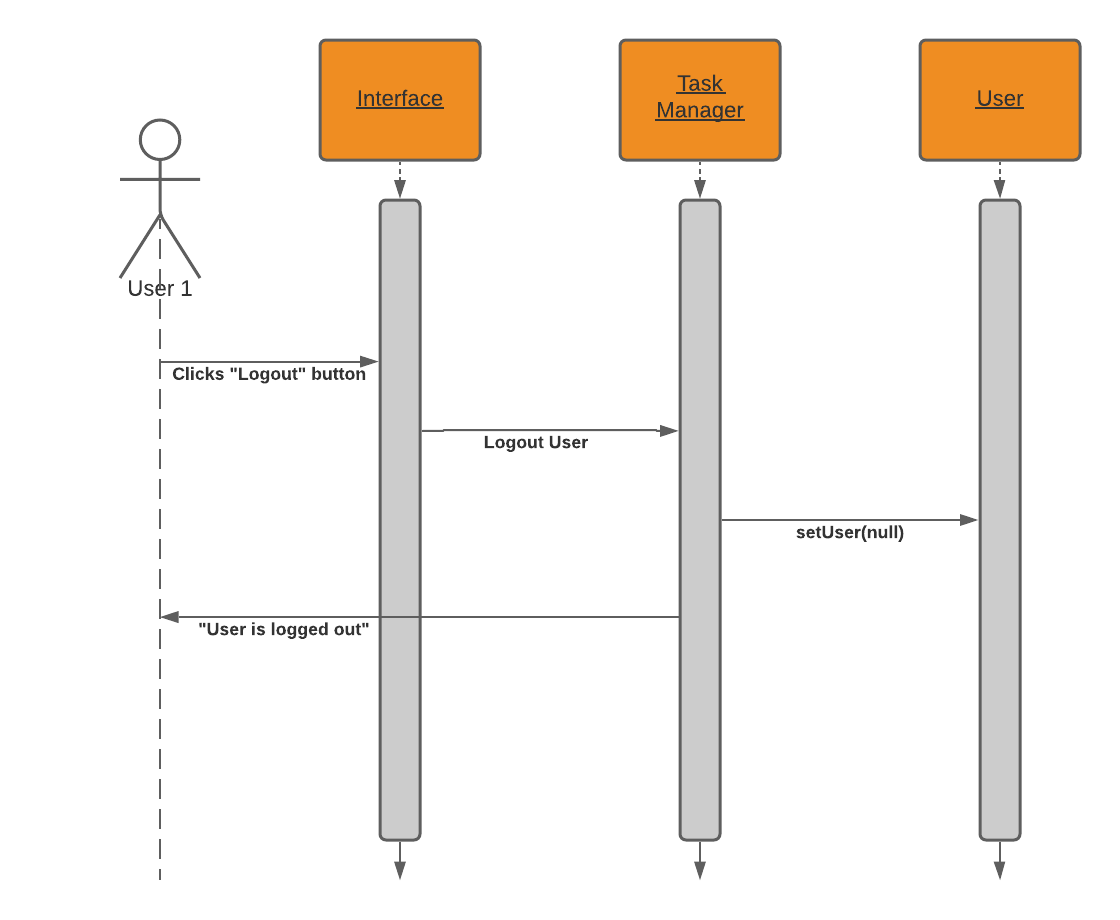 Interface
Task
Manager
User
User 1
Clicks "Logout" button
Logout User
setUser(null)
"User is logged out"